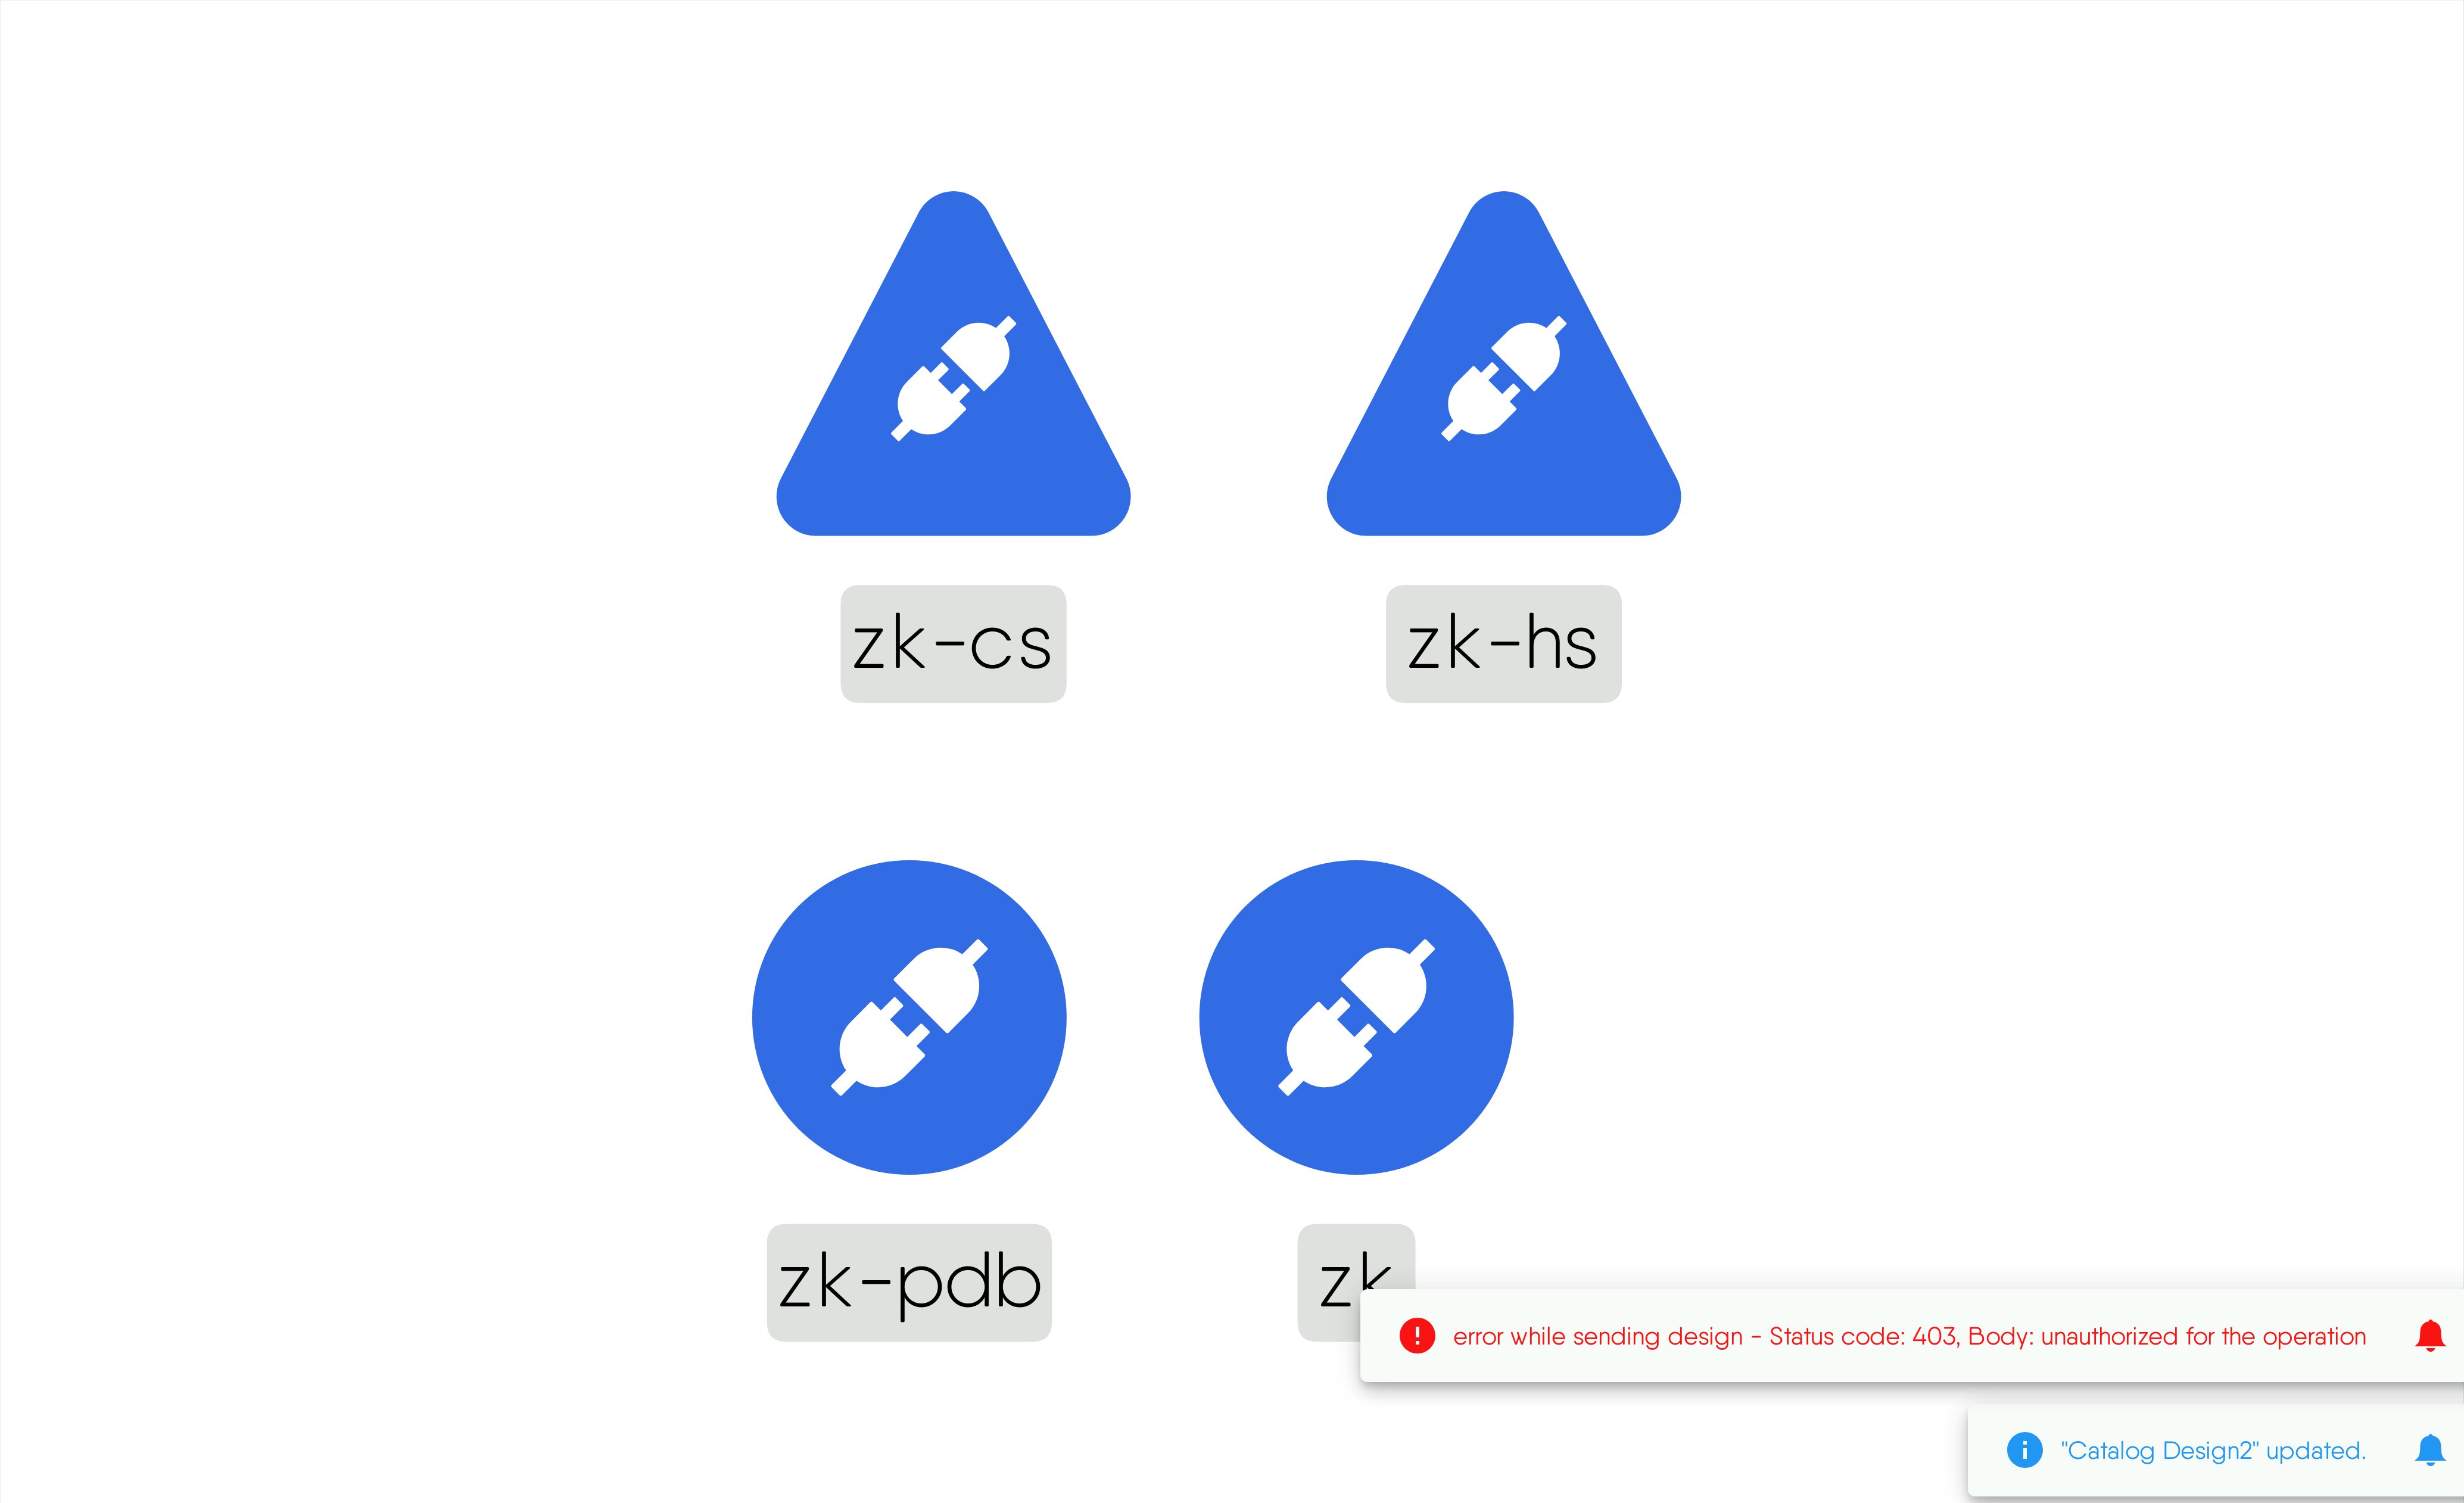 zk-cs
zk-hs
zk-pdb
zk
error while sending design - Status code: 403, Body: unauthorized for the operation
"Catalog Design2" updated.